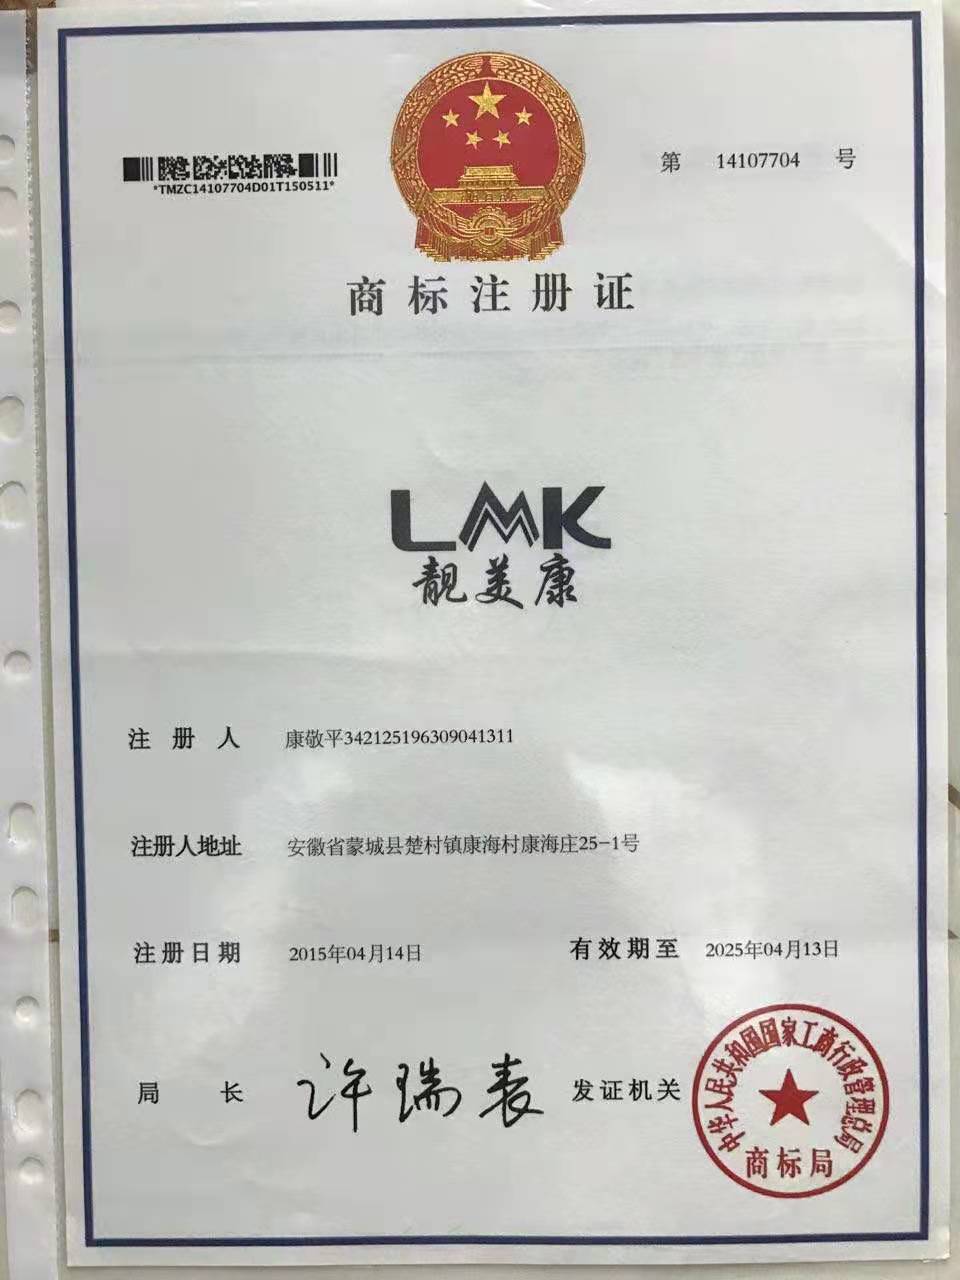 *TMZC14107704D01T150511*
第 14107704 号
商标注册证
LMK
靓美康
注册人 康敬平342125196309041311
注册人地址 安徽省蒙城县楚村镇康海村康海庄25-1号
注册日期 2015年04月14日 有效期至 2025年04月13日
局长 许瑞表 发证机关
中华人民共和国国家工商行政管理总局
商标局